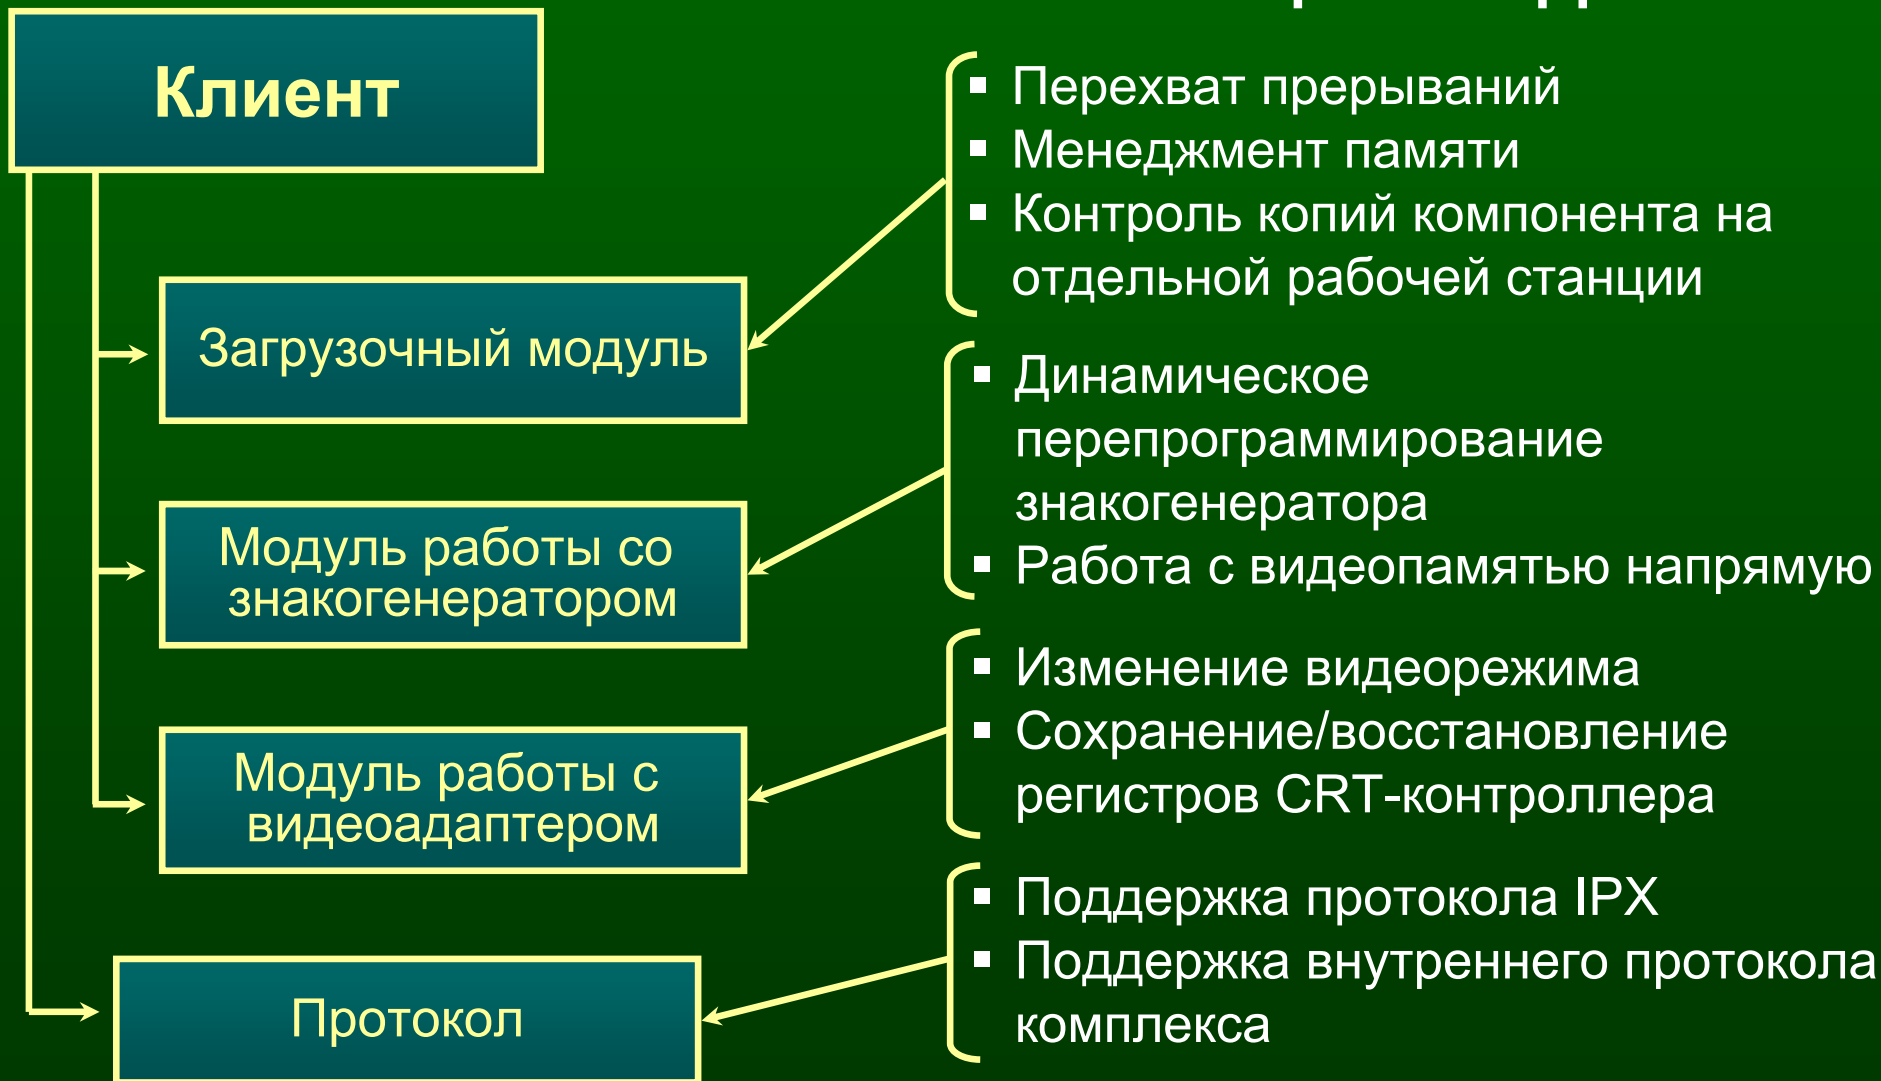 Клиент
Перехват прерываний
Менеджмент памяти
Контроль копий компонента на
отдельной рабочей станции
Загрузочный модуль
Динамическое
перепрограммирование
знакогенератора
Работа с видеопамятью напрямую
Модуль работы со
знакогенератором
Изменение видеорежима
Сохранение/восстановление
регистров CRT-контроллера
Модуль работы с
видеоадаптером
Поддержка протокола IPX
Поддержка внутреннего протокола
комплекса
Протокол